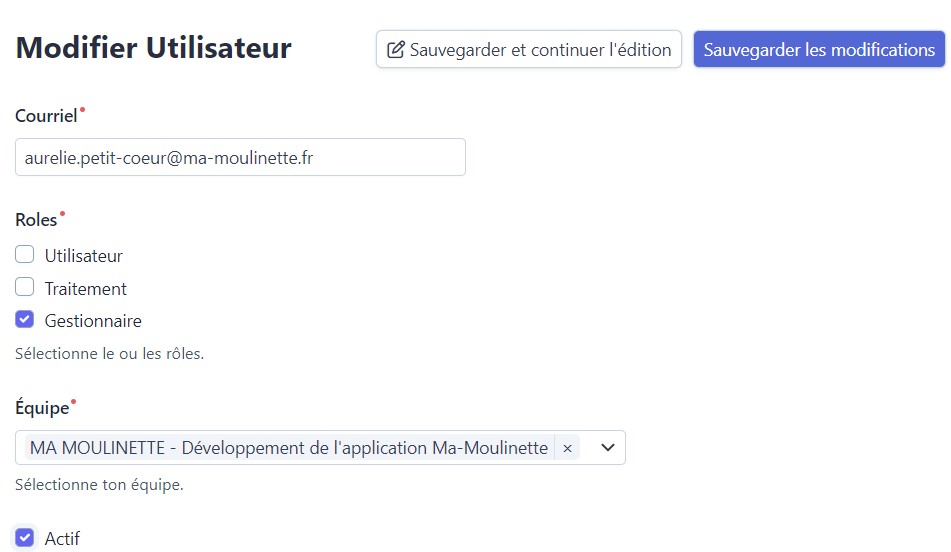 Modifier Utilisateur
Sauvegarder et continuer l'édition
Sauvegarder les modifications
Courriel
aurelie.petit-coeur@ma-moulinette.fr
Roles
Utilisateur
Traitement
Gestionnaire
Sélectionne le ou les rôles.
Équipe
MA MOULINETTE - Développement de l'application Ma-Moulinette ×
Sélectionne ton équipe.
Actif